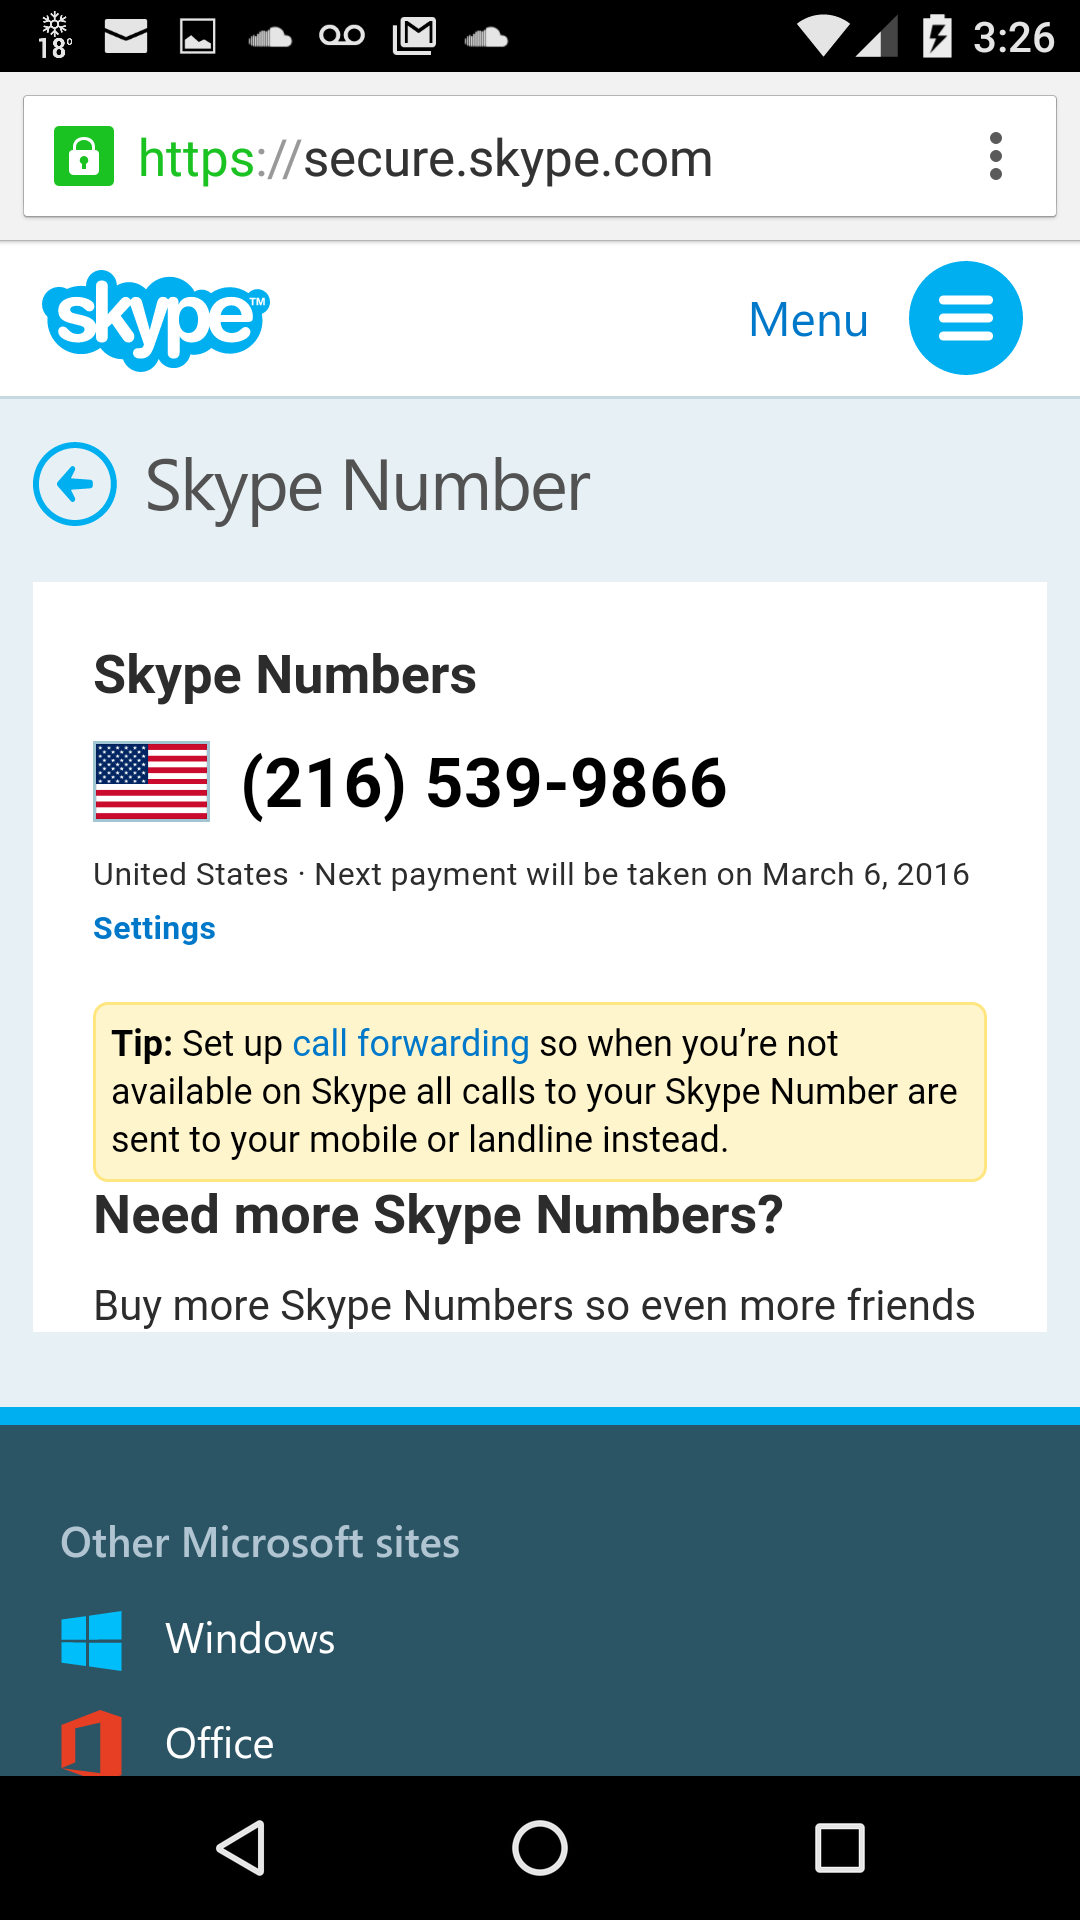 18° 3:26
https://secure.skype.com
skype™ Menu
Skype Number
Skype Numbers
(216) 539-9866
United States · Next payment will be taken on March 6, 2016
Settings
Tip: Set up call forwarding so when you’re not
available on Skype all calls to your Skype Number are
sent to your mobile or landline instead.
Need more Skype Numbers?
Buy more Skype Numbers so even more friends
Other Microsoft sites
Windows
Office